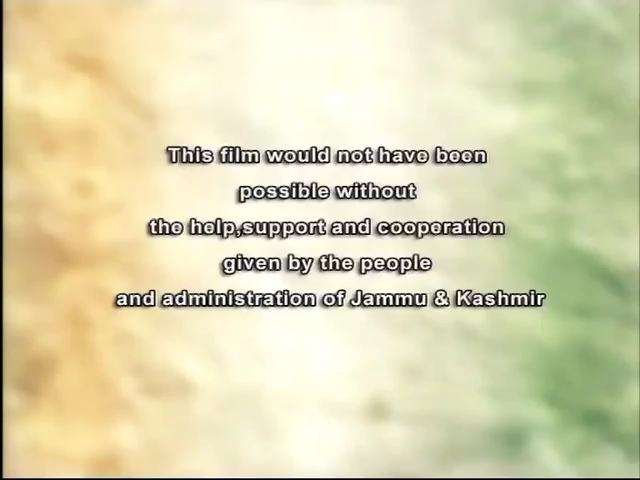 This film would not have been
possible without
the help,support and cooperation
given by the people
and administration of Jammu & Kashmir